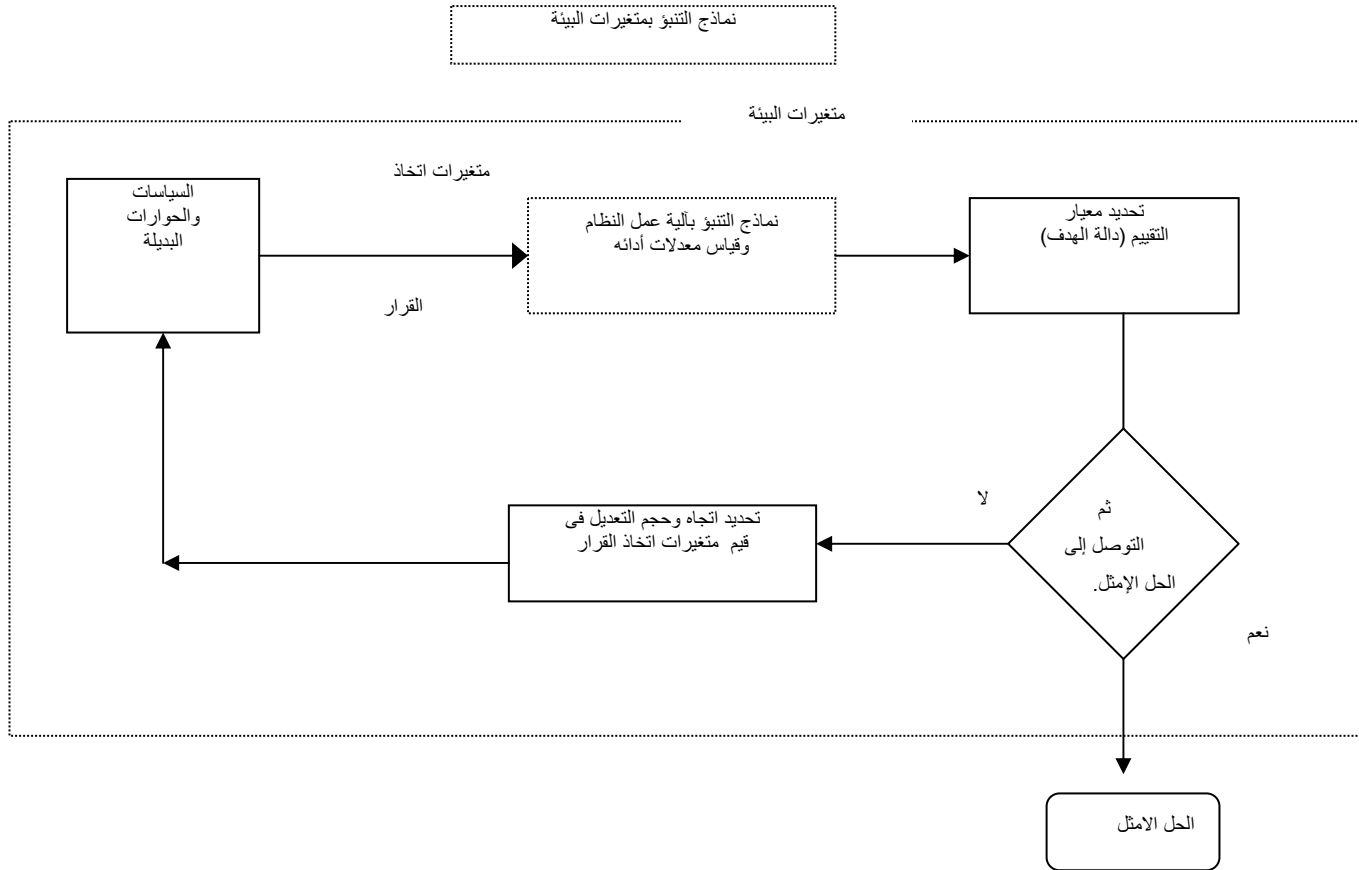 نماذج التنبؤ بمتغيرات البيئة
متغيرات البيئة
السياسات
والحوارات
البديلة
متغيرات اتخاذ
القرار
نماذج التنبؤ بآلية عمل النظام
وقياس معدلات أدائه
تحديد معيار
التقييم (دالة الهدف)
ثم
التوصل إلى
الحل الإمثل.
لا
نعم
تحديد اتجاه وحجم التعديل فى
قيم متغيرات اتخاذ القرار
الحل الامثل